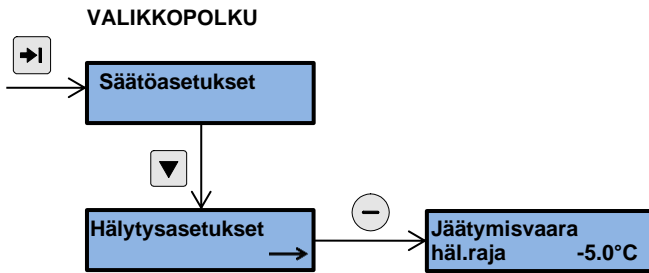 VALIKKOPOLKU
Säätöasetukset
Hälytysasetukset
Jäätymisvaara
häl.raja -5.0°C